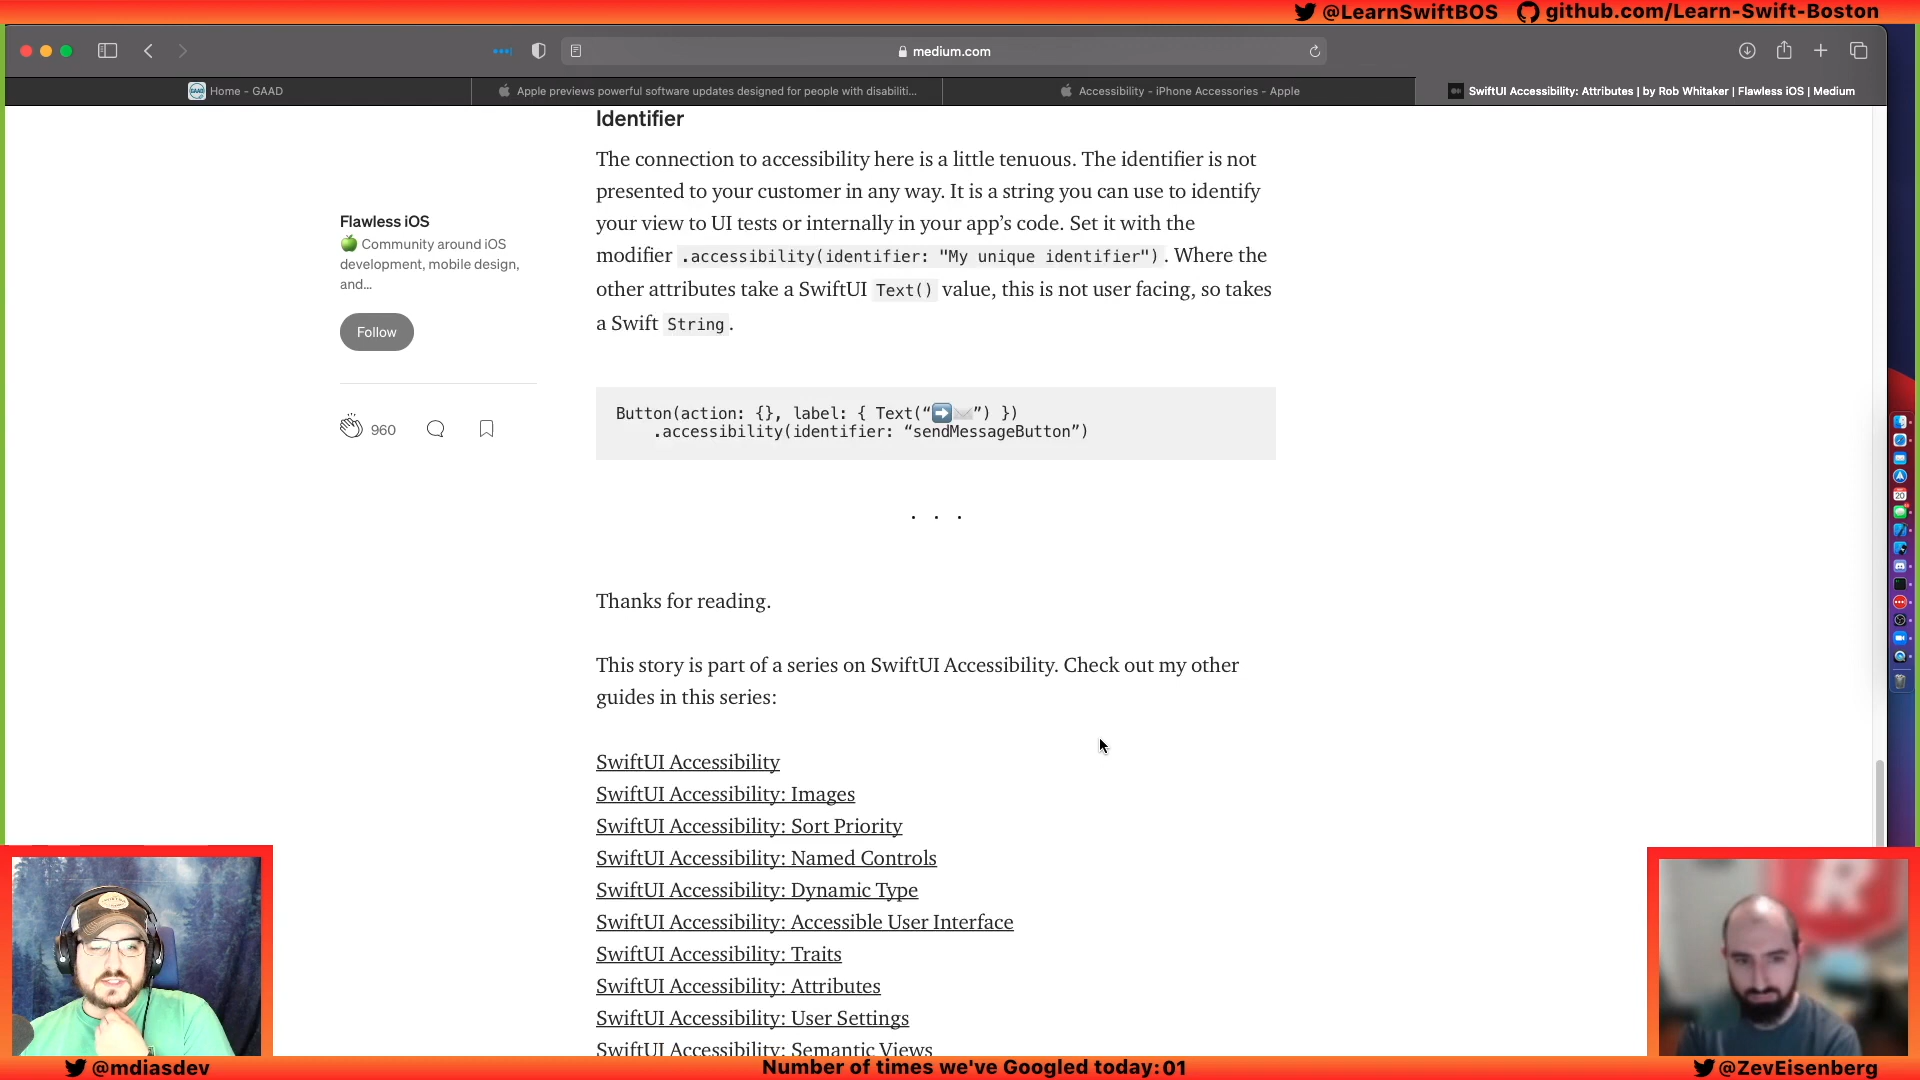 @LearnSwiftBOS github.com/Learn-Swift-Boston
medium.com
Home - GAAD
Apple previews powerful software updates designed for people with disabiliti...
Accessibility - iPhone Accessories - Apple
SwiftUI Accessibility: Attributes | by Rob Whitaker | Flawless iOS | Medium
Identifier
The connection to accessibility here is a little tenuous. The identifier is not
presented to your customer in any way. It is a string you can use to identify
your view to UI tests or internally in your app’s code. Set it with the
modifier .accessibility(identifier: "My unique identifier"). Where the
other attributes take a SwiftUI Text() value, this is not user facing, so takes
a Swift String.
Flawless iOS
🍏 Community around iOS
development, mobile design,
and...
Follow
960
Button(action: {}, label: { Text(“➡️✉️”) })
.accessibility(identifier: “sendMessageButton”)
. . .
Thanks for reading.
This story is part of a series on SwiftUI Accessibility. Check out my other
guides in this series:
SwiftUI Accessibility
SwiftUI Accessibility: Images
SwiftUI Accessibility: Sort Priority
SwiftUI Accessibility: Named Controls
SwiftUI Accessibility: Dynamic Type
SwiftUI Accessibility: Accessible User Interface
SwiftUI Accessibility: Traits
SwiftUI Accessibility: Attributes
SwiftUI Accessibility: User Settings
SwiftUI Accessibility: Semantic Views
20
R
@mdiasdev
Number of times we've Googled today: 01
@ZevEisenberg